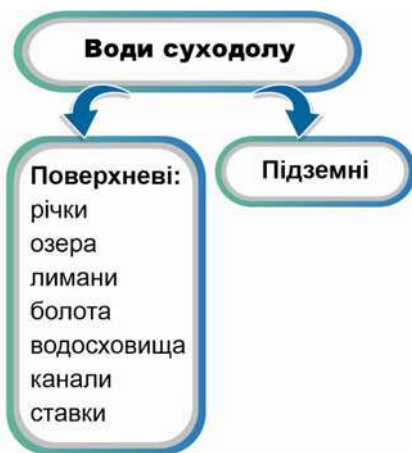 Води суходолу
Поверхневі:
річки
озера
лимани
болота
водосховища
канали
ставки
Підземні